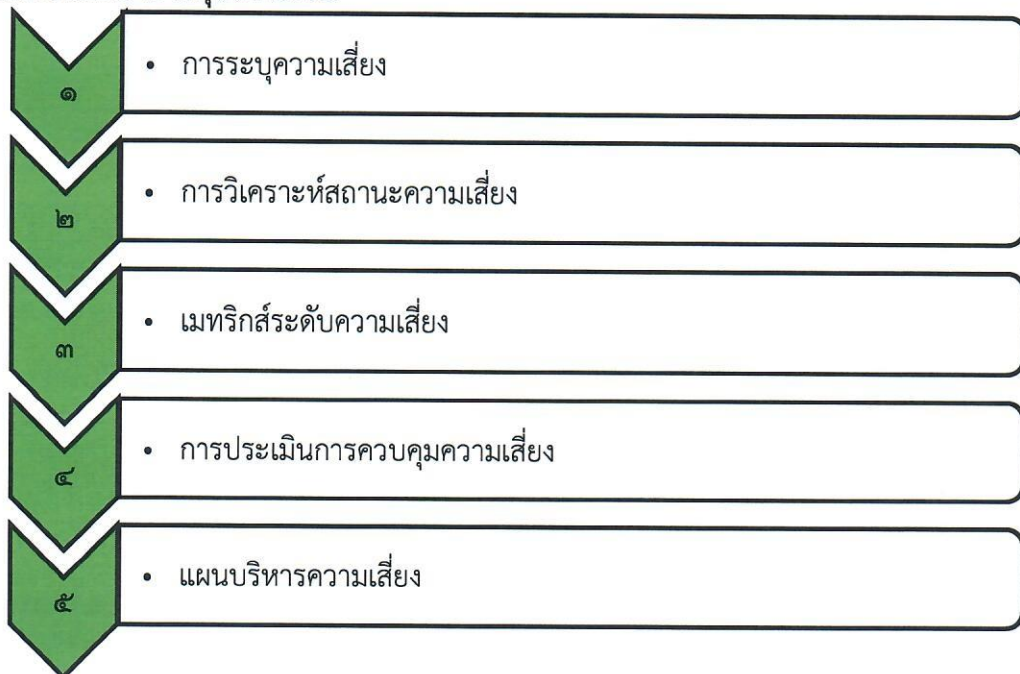 ๑
• การระบุความเสี่ยง
๒
• การวิเคราะห์สถานะความเสี่ยง
๓
• เมทริกส์ระดับความเสี่ยง
๔
• การประเมินการควบคุมความเสี่ยง
๕
• แผนบริหารความเสี่ยง